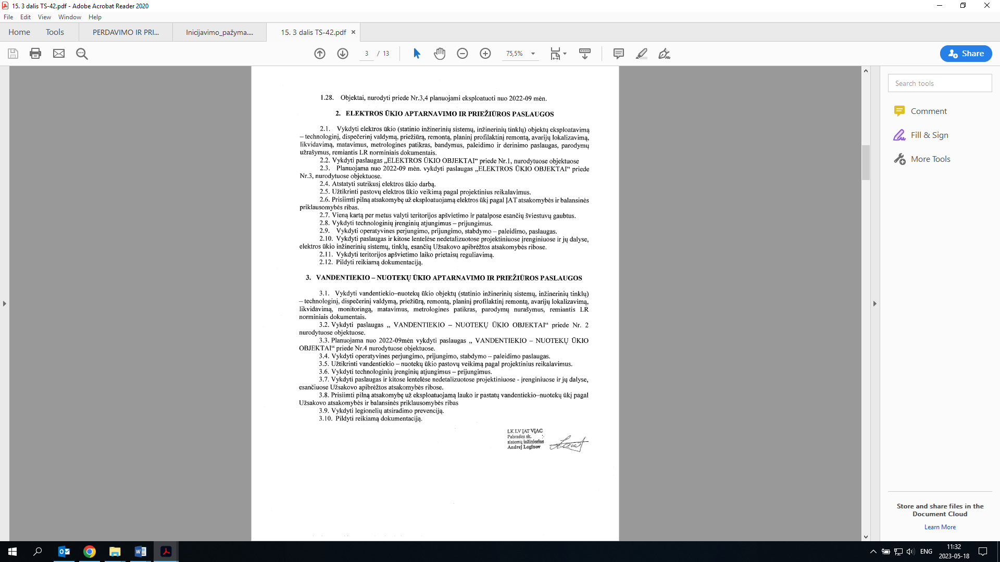 15. 3 dalis TS-42.pdf - Adobe Acrobat Reader 2020
File Edit View Window Help
Home Tools PERDAVIMO IR PRI... Inicijavimo_pažyma.... 15. 3 dalis TS-42.pdf ×
3 / 13 75,5% Share
Search tools
Comment
Fill & Sign
More Tools
Store and share files in the
Document Cloud
Learn More
1.28. Objektai, nurodyti priede Nr.3,4 planuojami eksploatuoti nuo 2022-09 mėn.
2. ELEKTROS ŪKIO APTARNAVIMO IR PRIEŽIŪROS PASLAUGOS
2.1. Vykdyti elektros ūkio (statinio inžinerinių sistemų, inžinerinių tinklų) objektų eksploatavimą
– technologinį, dispečerinį valdymą, priežiūrą, remontą, planinį profilaktinį remontą, avarijų lokalizavimą,
likvidavimą, matavimus, metrologines patikras, bandymus, paleidimo ir derinimo paslaugas, parodymų
užrašymus, remiantis LR norminiais dokumentais.
2.2. Vykdyti paslaugas „ELEKTROS ŪKIO OBJEKTAI“ priede Nr.1, nurodytuose objektuose
2.3. Planuojama nuo 2022-09 mėn. vykdyti paslaugas „ELEKTROS ŪKIO OBJEKTAI“ priede
Nr.3, nurodytuose objektuose.
2.4. Atstatyti sutrikusį elektros ūkio darbą.
2.5. Užtikrinti pastovų elektros ūkio veikimą pagal projektinius reikalavimus.
2.6. Prisiimti pilną atsakomybę už eksploatuojamą elektros ūkį pagal ĮAT atsakomybės ir balansinės
priklausomybės ribas.
2.7. Vieną kartą per metus valyti teritorijos apšvietimo ir patalpose esančių šviestuvų gaubtus.
2.8. Vykdyti technologinių įrenginių atjungimus – prijungimus.
2.9. Vykdyti operatyvines perjungimo, prijungimo, stabdymo – paleidimo, paslaugas.
2.10. Vykdyti paslaugas ir kitose lentelėse nedetalizuotose projektiniuose įrenginiuose ir jų dalyse,
elektros ūkio inžinerinių sistemų, tinklų, esančių Užsakovo apibrėžtos atsakomybės ribose.
2.11. Vykdyti teritorijos apšvietimo laiko prietaisų reguliavimą.
2.12. Pildyti reikiamą dokumentaciją.
3. VANDENTIEKIO – NUOTEKŲ ŪKIO APTARNAVIMO IR PRIEŽIŪROS PASLAUGOS
3.1. Vykdyti vandentiekio–nuotekų ūkio objektų (statinio inžinerinių sistemų, inžinerinių tinklų)
– technologinį, dispečerinį valdymą, priežiūrą, remontą, planinį profilaktinį remontą, avarijų lokalizavimą,
likvidavimą, monitoringą, matavimus, metrologines patikras, parodymų nurašymus, remiantis LR
norminiais dokumentais.
3.2. Vykdyti paslaugas „ VANDENTIEKIO – NUOTEKŲ ŪKIO OBJEKTAI“ priede Nr. 2
nurodytuose objektuose.
3.3. Planuojama nuo 2022-09mėn vykdyti paslaugas „ VANDENTIEKIO – NUOTEKŲ ŪKIO
OBJEKTAI“ priede Nr.4 nurodytuose objektuose.
3.4. Vykdyti operatyvines perjungimo, prijungimo, stabdymo – paleidimo paslaugas.
3.5. Užtikrinti vandentiekio – nuotekų ūkio pastovų veikimą pagal projektinius reikalavimus.
3.6. Vykdyti technologinių įrenginių atjungimus – prijungimus.
3.7. Vykdyti paslaugas ir kitose lentelėse nedetalizuotose projektiniuose - įrenginiuose ir jų dalyse,
esančiuose Užsakovo apibrėžtos atsakomybės ribose.
3.8. Prisiimti pilną atsakomybę už eksploatuojamą lauko ir pastatų vandentiekio–nuotekų ūkį pagal
Užsakovo atsakomybės ir balansinės priklausomybės ribas
3.9. Vykdyti legionelių atsiradimo prevenciją.
3.10. Pildyti reikiamą dokumentaciją.
LK LV ĮAT VĮAC
Pabradės sk.
sistemų inžinierius
Andrej Loginov
ENG 11:32
2023-05-18